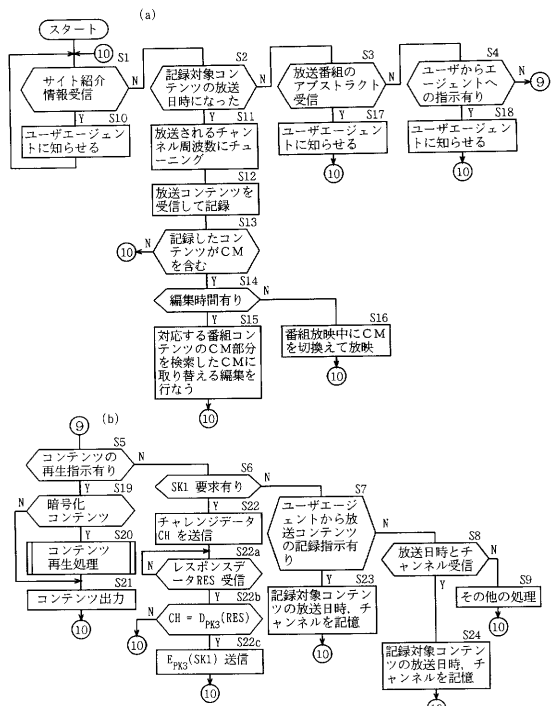 (a)
スタート
⑩
S1
サイト紹介
情報受信
N
Y
S10
ユーザエージェン
トに知らせる
S2
記録対象コン
テンツの放送
日時になった
N
Y
S11
放送されるチャン
ネル周波数にチュ
ーニング
S12
放送コンテンツを
受信して記録
S13
記録したコン
テンツがCM
を含む
N
⑩
Y
S14
編集時間有り
N
Y
S15
対応する番組コン
テンツのCM部分
を検索したCMに
取り替える編集を
行なう
⑩
S16
番組放映中にCM
を切換えて放映
⑩
S3
放送番組の
アブストラクト
受信
N
Y
S17
ユーザエージェン
トに知らせる
⑩
S4
ユーザからエ
ージェントへ
の指示有り
N
⑨
Y
S18
ユーザエージェン
トに知らせる
⑩
(b)
⑨
S5
コンテンツの
再生指示有り
N
Y
S19
暗号化
コンテンツ
N
Y
S20
コンテンツ
再生処理
S21
コンテンツ出力
⑩
S6
SK1 要求有り
N
Y
S22
チャレンジデータ
CH を送信
S22a
レスポンスデ
ータRES 受信
N
Y
S22b
CH = D_PK3(RES)
N
⑩
Y
S22c
E_PK3(SK1) 送信
⑩
S7
ユーザエージェ
ントから放送
コンテンツ
の記録指示有
り
N
Y
S23
記録対象コンテン
ツの放送日時、チ
ャンネルを記憶
⑩
S8
放送日時とチ
ャンネル受信
N
S9
その他の処理
⑩
Y
S24
記録対象コンテン
ツの放送日時、チ
ャンネルを記憶